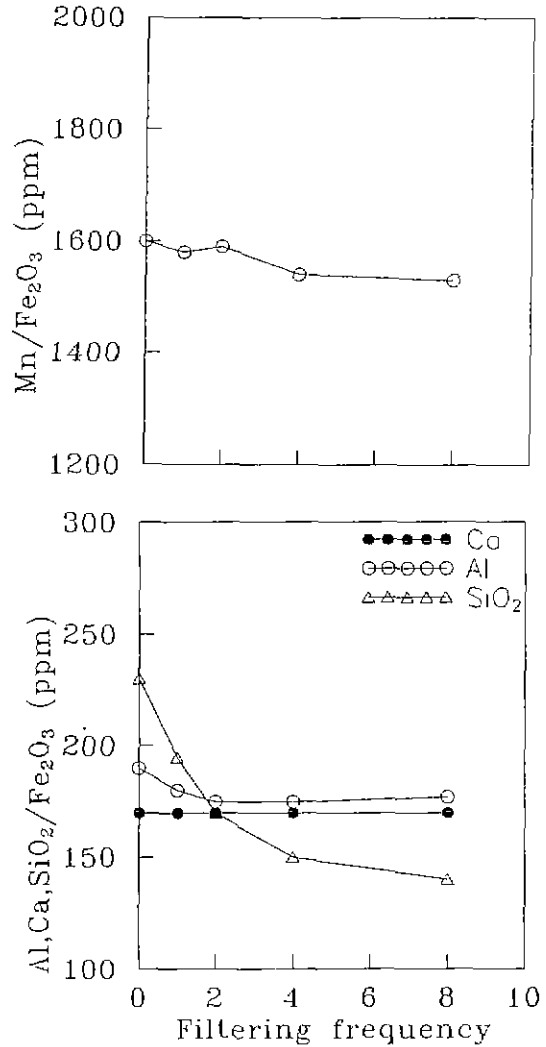 Mn/Fe₂O₃ (ppm)
2000
1800
1600
1400
1200
Al,Ca,SiO₂/Fe₂O₃ (ppm)
300
250
200
150
100
Ca
Al
SiO₂
0 2 4 6 8 10
Filtering frequency